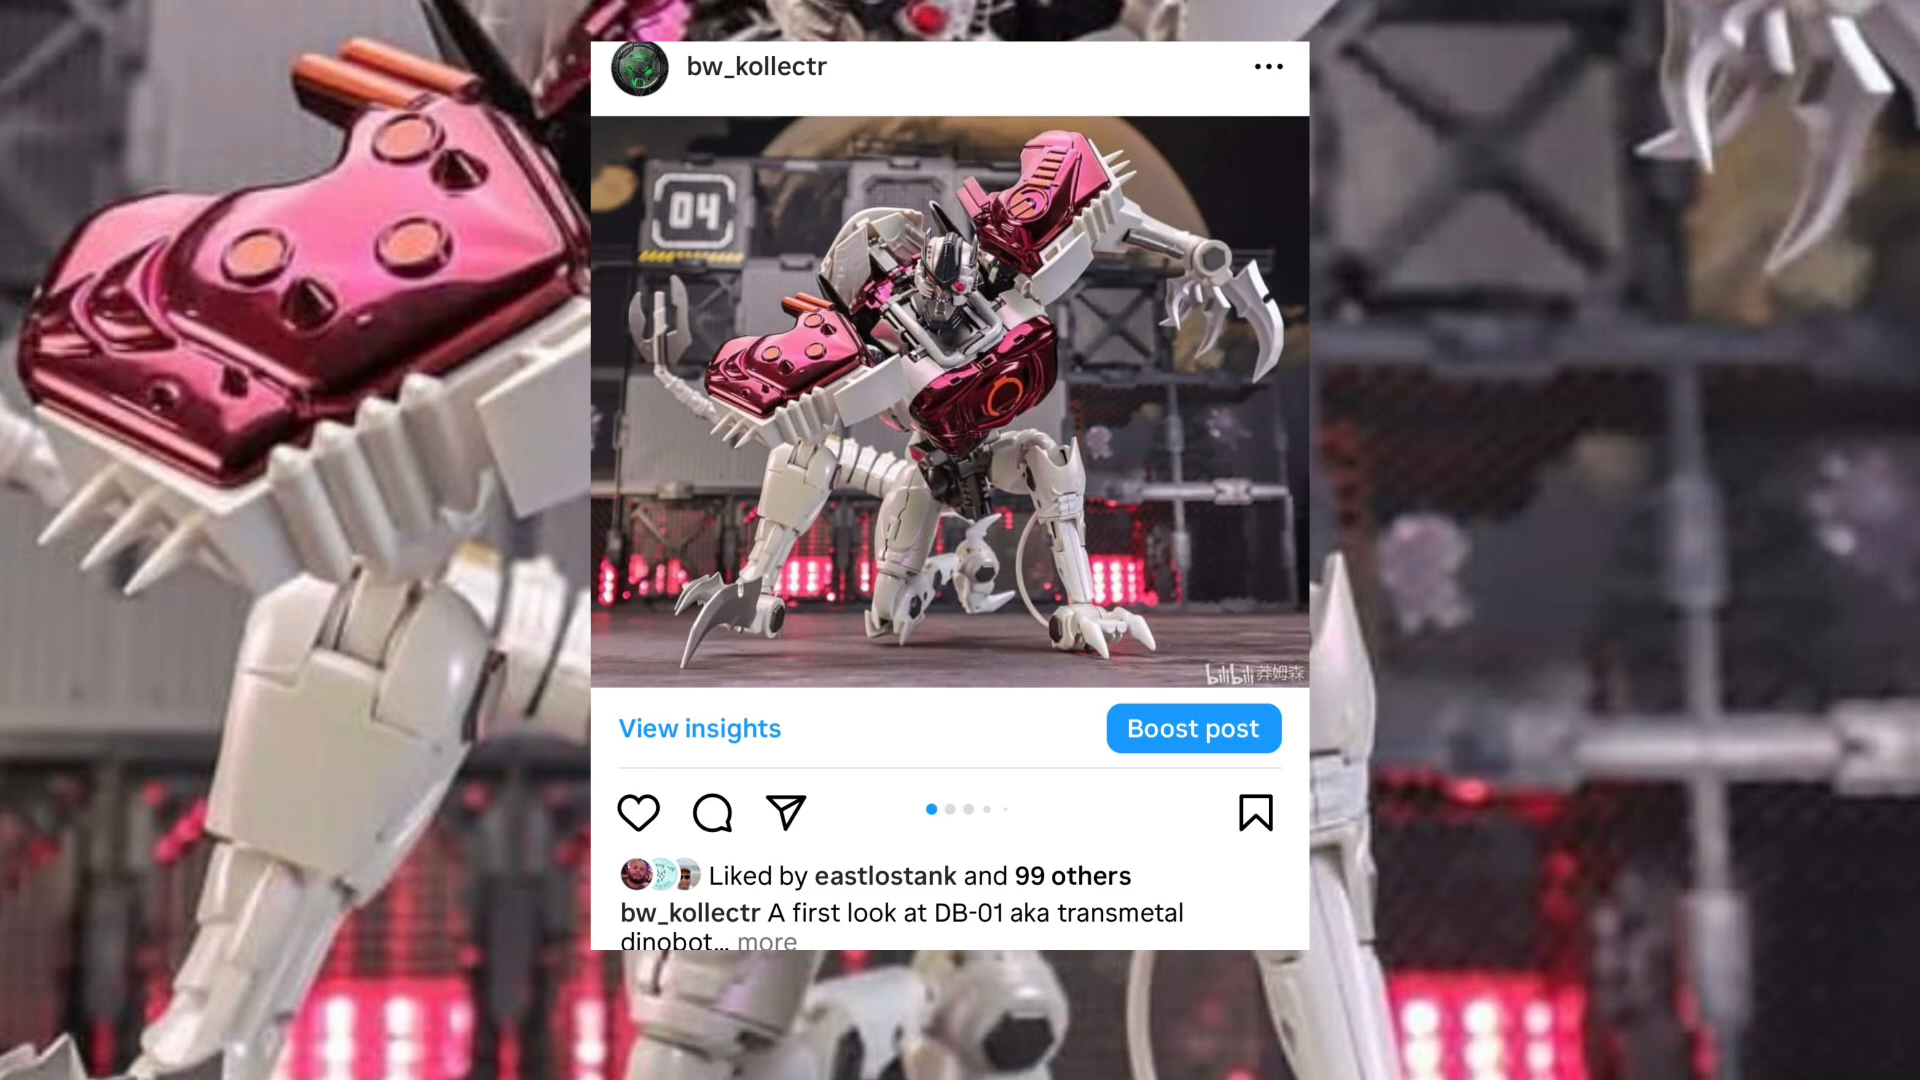 bw_kollectr
04
bilibili 莽姆森
View insights
Boost post
Liked by eastlostank and 99 others
bw_kollectr A first look at DB-01 aka transmetal
dinobot... more